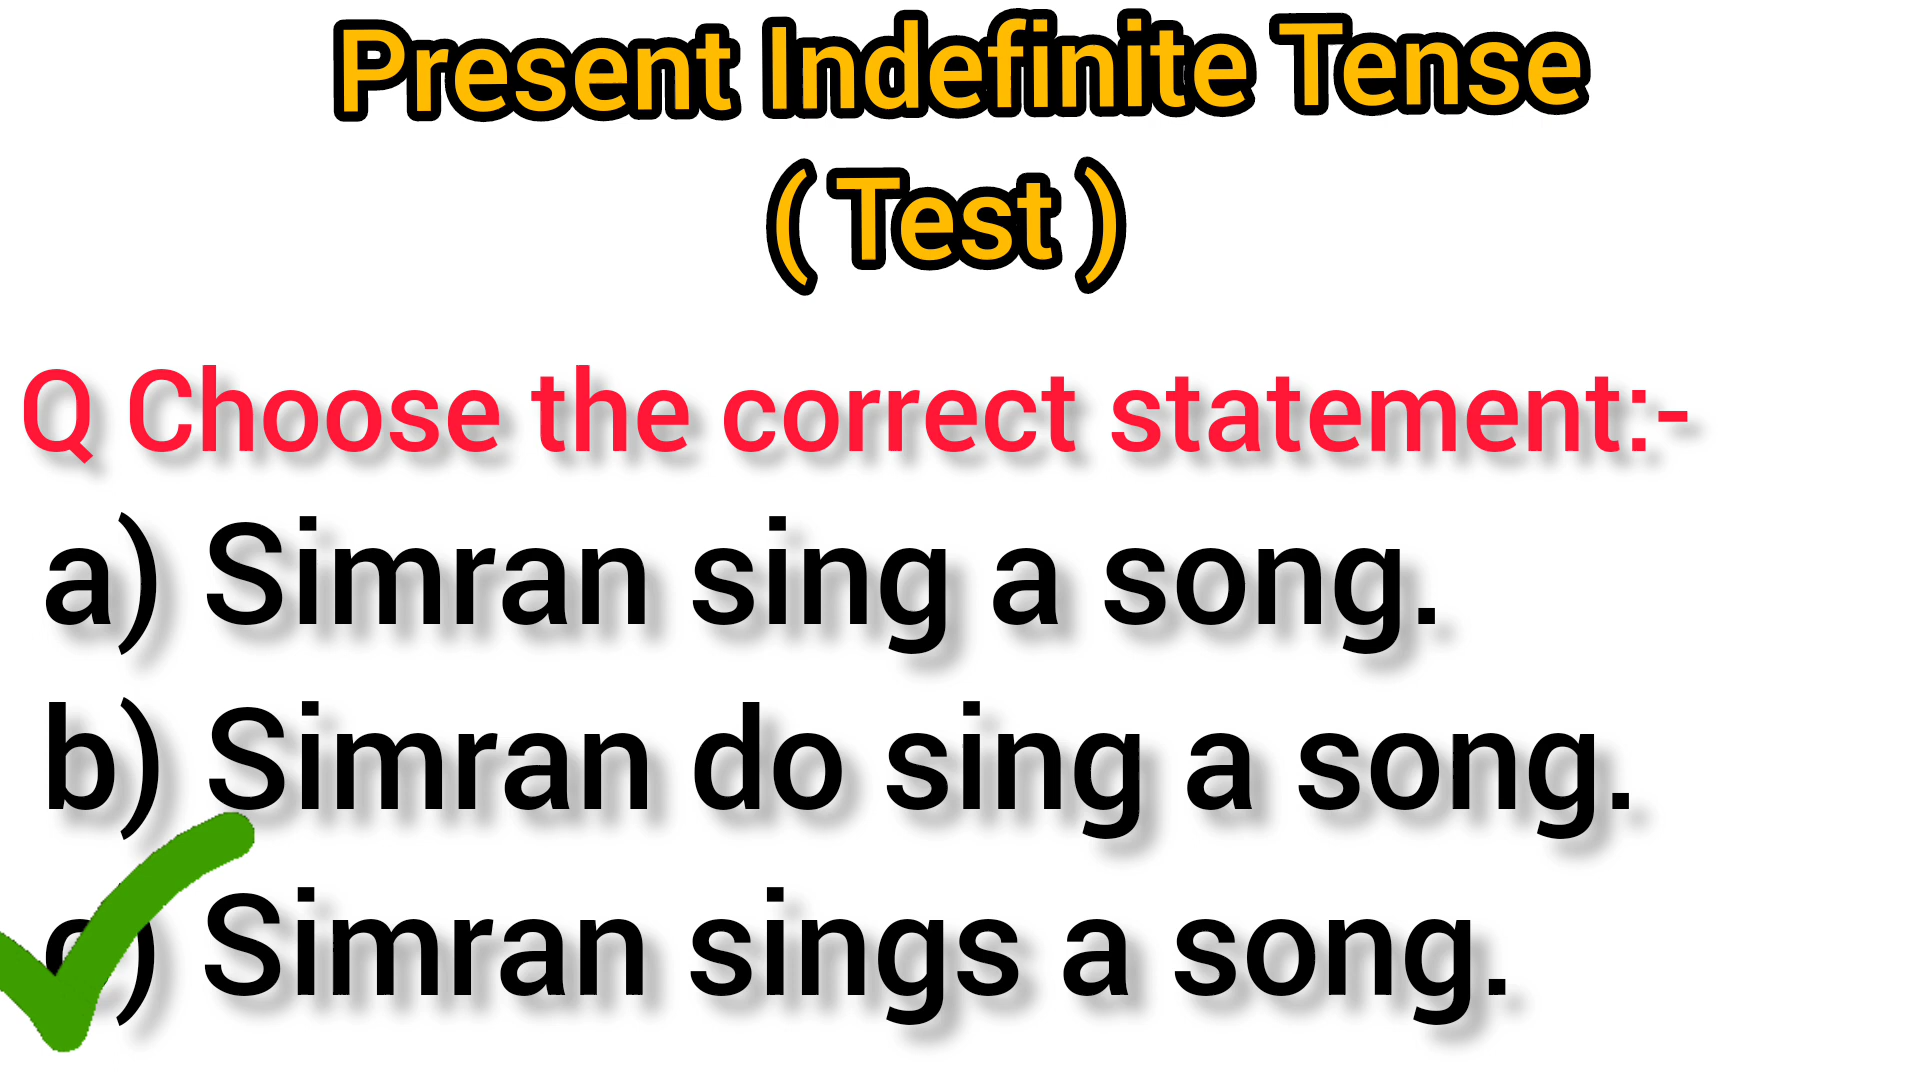 Present Indefinite Tense
( Test )
Q Choose the correct statement:-
a) Simran sing a song.
b) Simran do sing a song.
c) Simran sings a song.